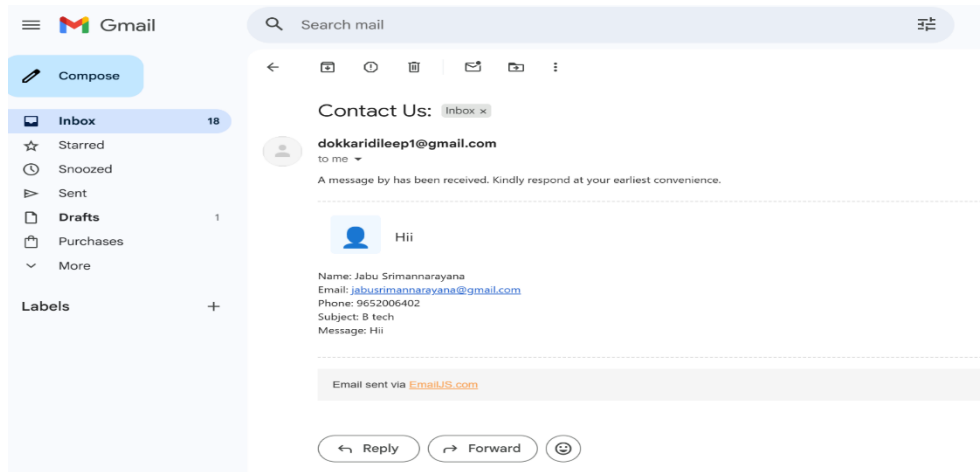 Gmail
Search mail
Compose
Inbox 18
Starred
Snoozed
Sent
Drafts 1
Purchases
More
Labels +
Contact Us: Inbox ×
dokkaridileep1@gmail.com
to me
A message by has been received. Kindly respond at your earliest convenience.
Hii
Name: Jabu Srimannarayana
Email: jabusrimannarayana@gmail.com
Phone: 9652006402
Subject: B tech
Message: Hii
Email sent via EmailJS.com
Reply Forward